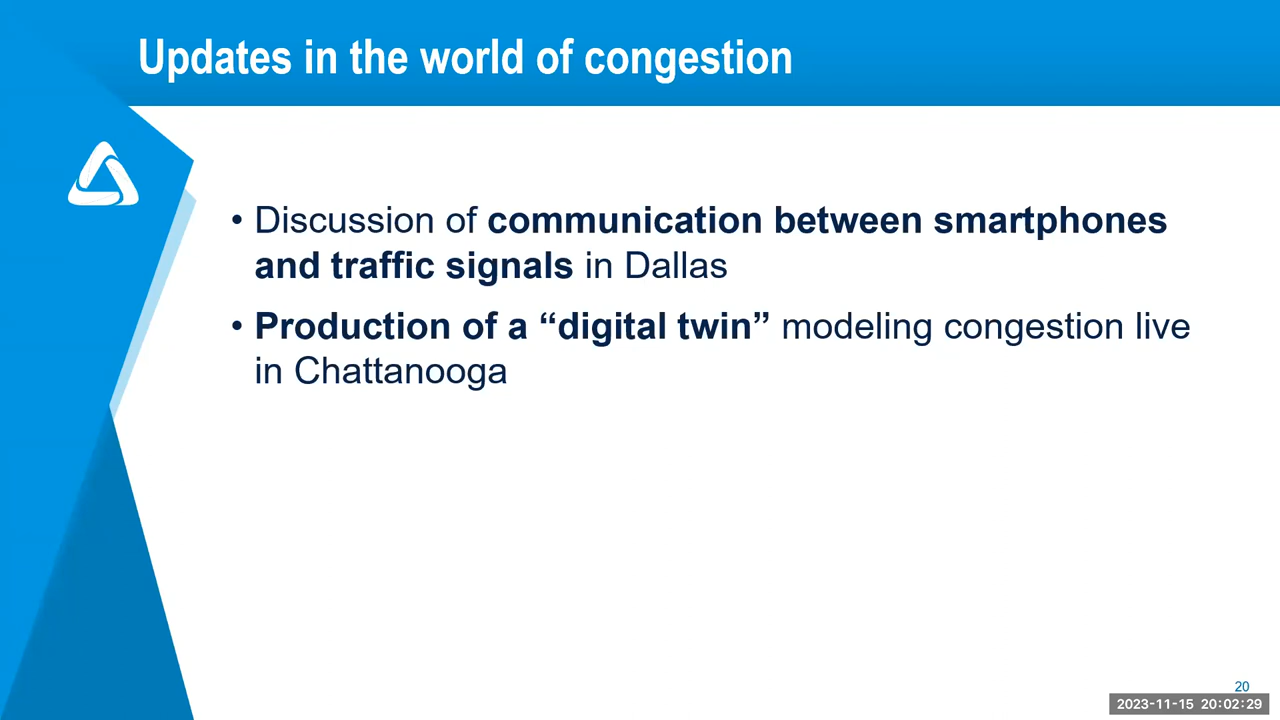 Updates in the world of congestion
• Discussion of communication between smartphones
and traffic signals in Dallas
• Production of a “digital twin” modeling congestion live
in Chattanooga
20
2023-11-15 20:02:29